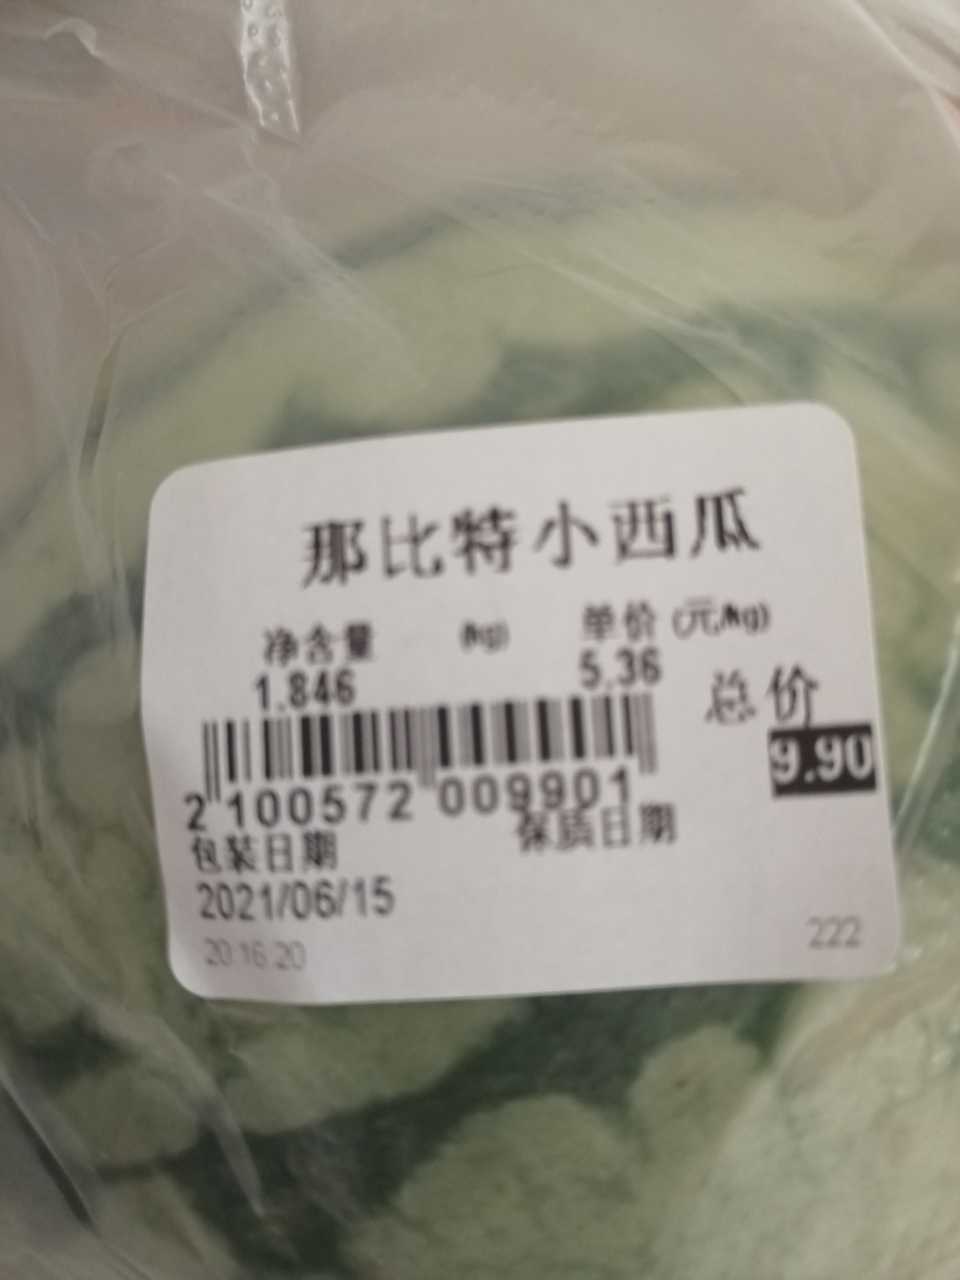 那比特小西瓜
净含量 (kg) 单价 (元/kg)
1.846 5.36
总价
9.90
2 100572 009901
包装日期 保质日期
2021/06/15
20:16:20 222